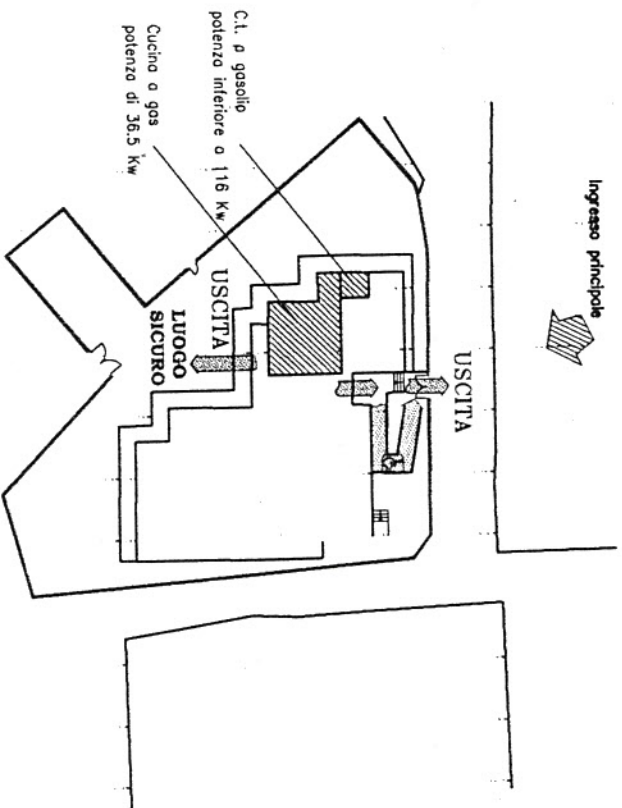 Ingresso principale
C.t. a gasolio
potenza inferiore a 116 Kw
Cucina a gas
potenza di 36.5 Kw
USCITA
USCITA
LUOGO
SICURO